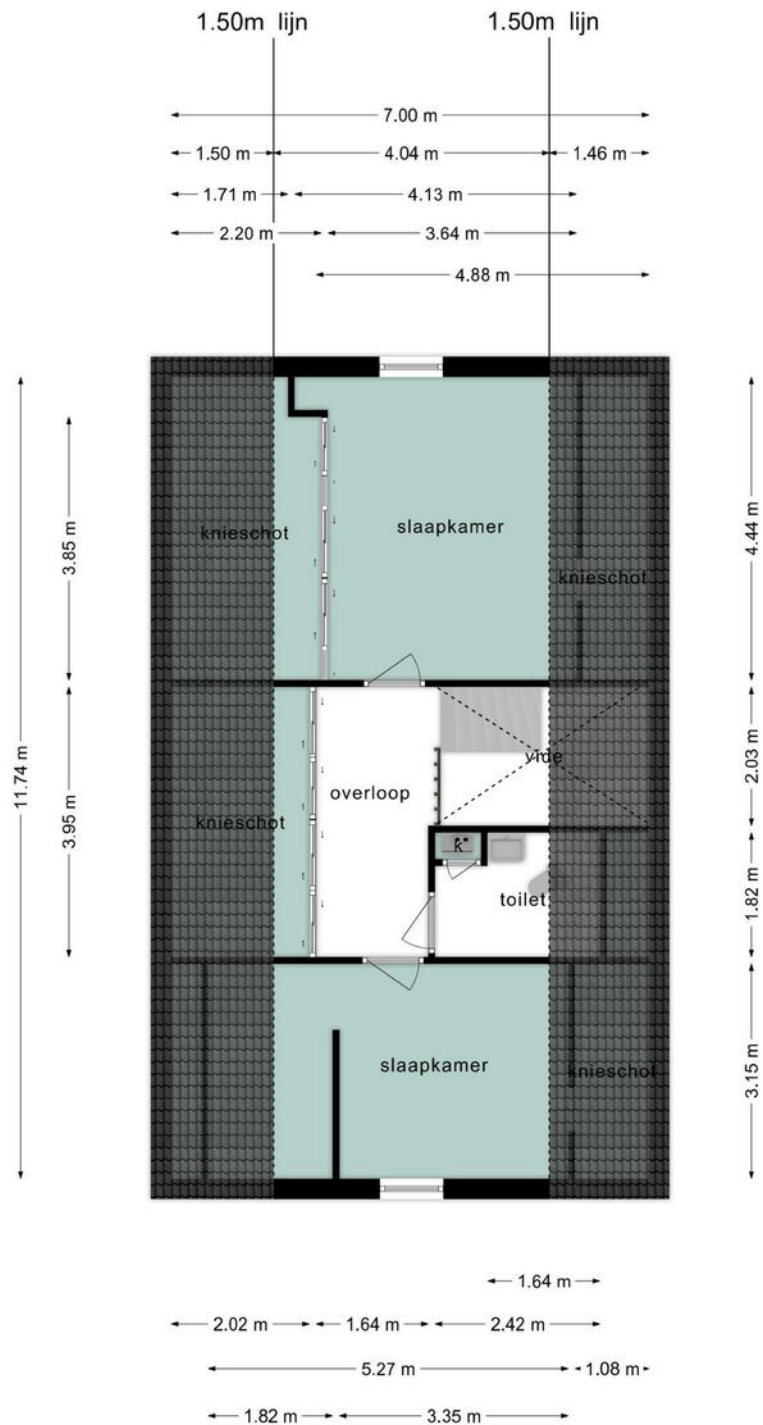 1.50m lijn
1.50m lijn
7.00 m
1.50 m
4.04 m
1.46 m
1.71 m
4.13 m
2.20 m
3.64 m
4.88 m
knieschot
slaapkamer
knieschot
3.85 m
4.44 m
11.74 m
3.95 m
vide
2.03 m
overloop
knieschot
k
toilet
1.82 m
slaapkamer
knieschot
3.15 m
1.64 m
2.02 m
1.64 m
2.42 m
5.27 m
1.08 m
1.82 m
3.35 m